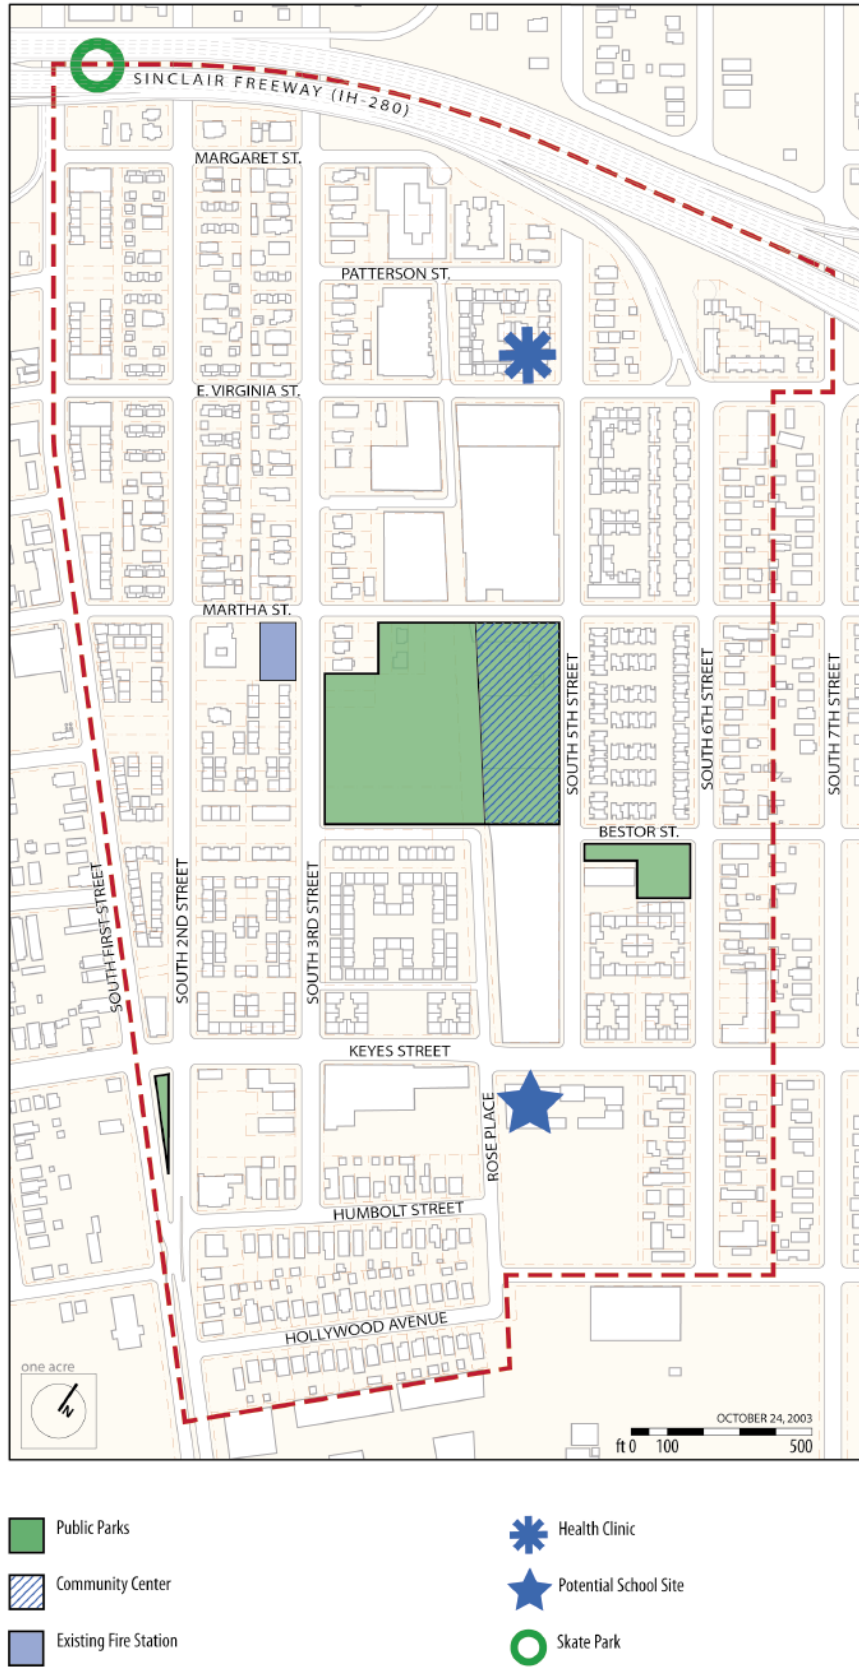 SINCLAIR FREEWAY (IH-280)
MARGARET ST.
PATTERSON ST.
E. VIRGINIA ST.
MARTHA ST.
SOUTH 5TH STREET
SOUTH 6TH STREET
SOUTH 7TH STREET
BESTOR ST.
SOUTH FIRST STREET
SOUTH 2ND STREET
SOUTH 3RD STREET
KEYES STREET
ROSE PLACE
HUMBOLT STREET
HOLLYWOOD AVENUE
one acre
N
OCTOBER 24, 2003
ft 0 100 500
Public Parks
Health Clinic
Community Center
Potential School Site
Existing Fire Station
Skate Park